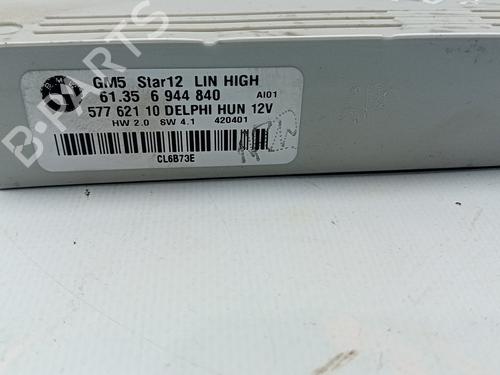 BMW
GM5 Star12 LIN HIGH
61.35 6 944 840 AI01
577 621 10 DELPHI HUN 12V
HW 2.0 SW 4.1 420401
CL6B73E
B-PARTS